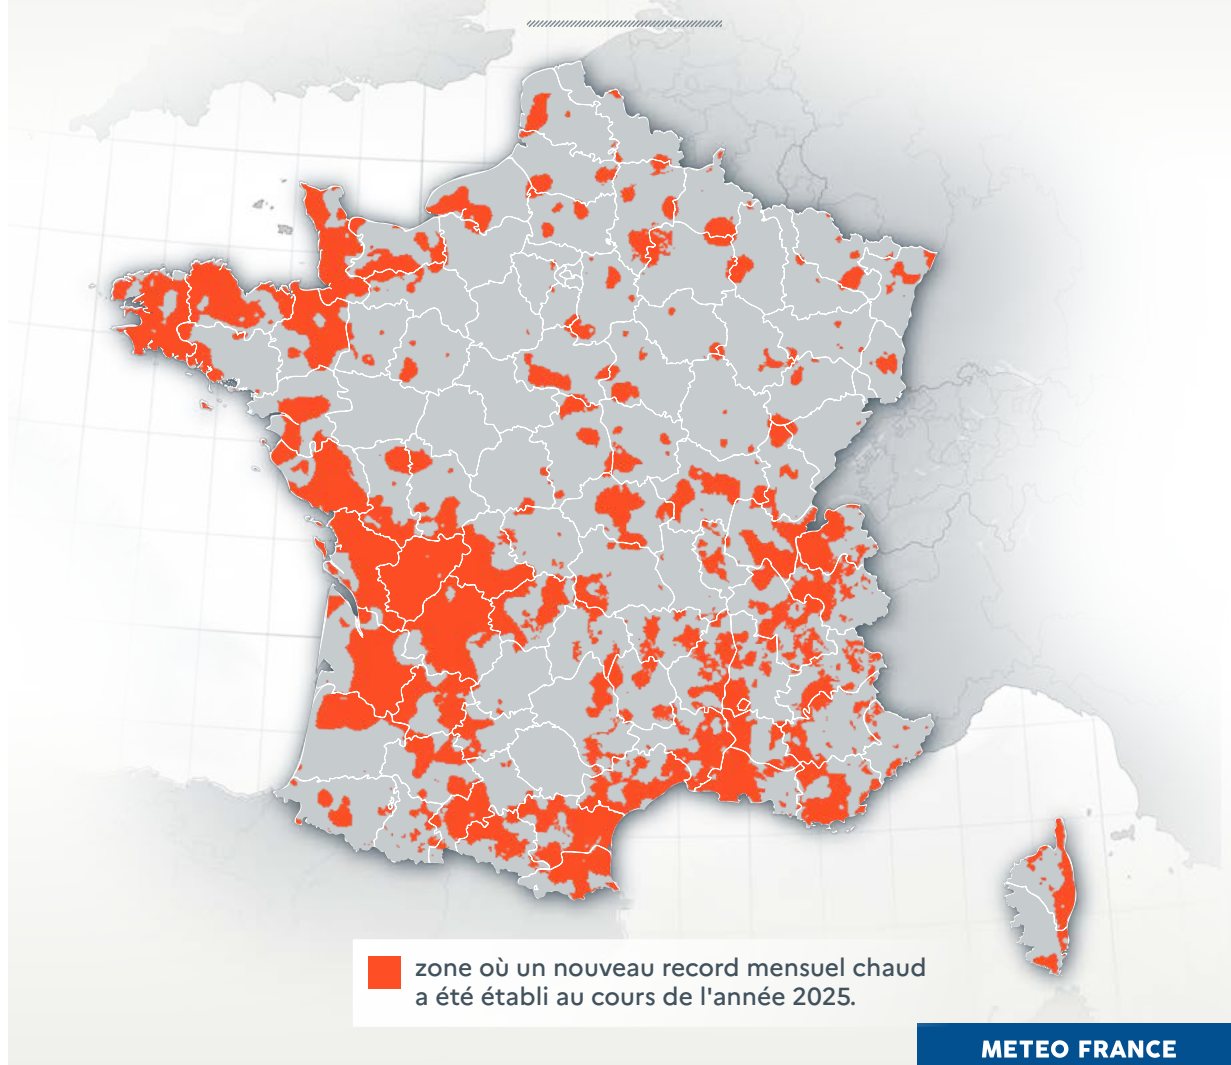 zone où un nouveau record mensuel chaud
a été établi au cours de l'année 2025.
METEO FRANCE